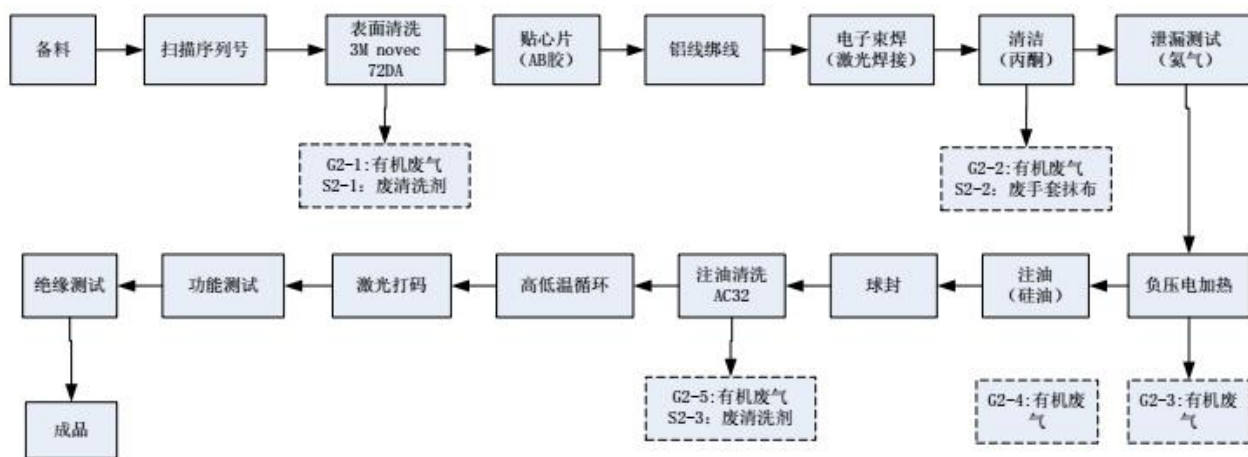 备料
扫描序列号
表面清洗
3M novec
72DA
贴心片
（AB胶）
铝线绑线
电子束焊
（激光焊接）
清洁
（丙酮）
泄漏测试
（氦气）
G2-1:有机废气
S2-1：废清洗剂
G2-2:有机废气
S2-2：废手套抹布
绝缘测试
功能测试
激光打码
高低温循环
注油清洗
AC32
球封
注油
（硅油）
负压电加热
G2-5:有机废气
S2-3：废清洗剂
G2-4:有机废
气
G2-3:有机废
气
成品